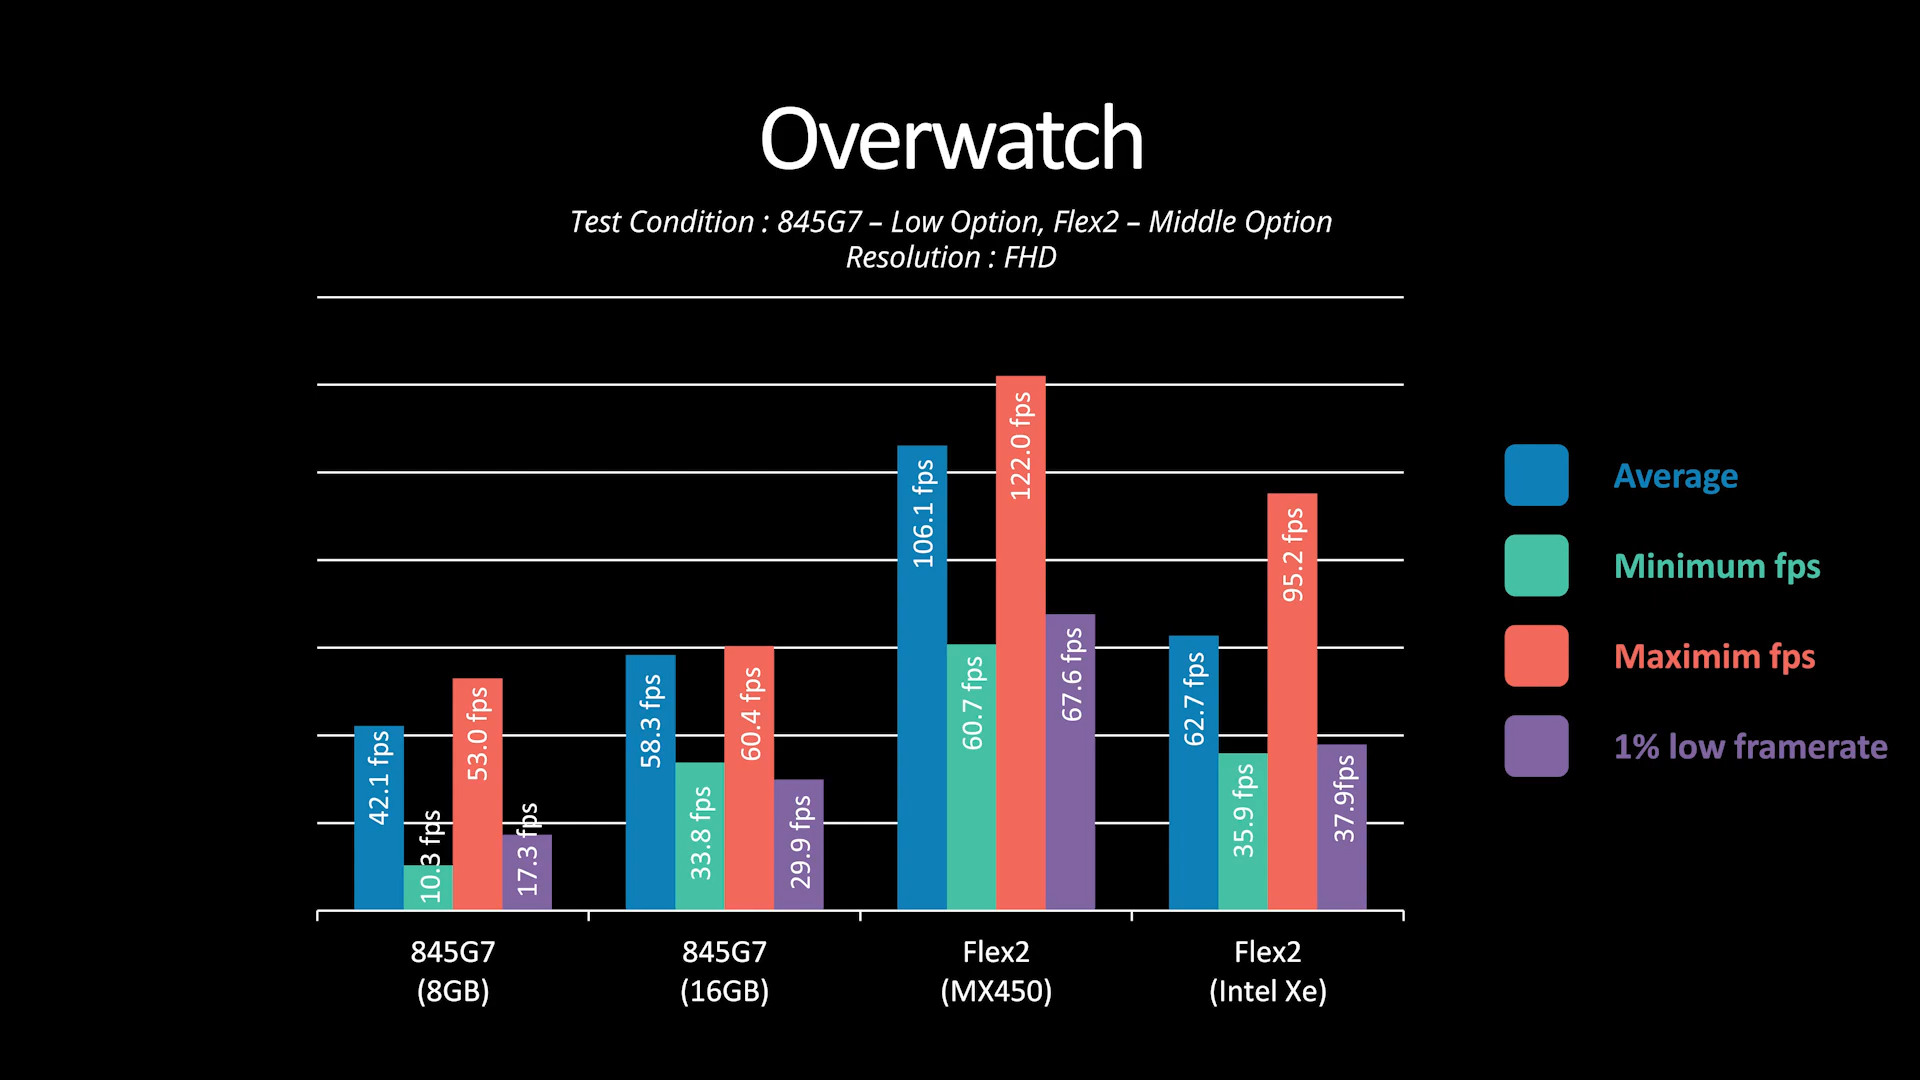 Overwatch
Test Condition : 845G7 – Low Option, Flex2 – Middle Option
Resolution : FHD
42.1 fps
10.3 fps
53.0 fps
17.3 fps
58.3 fps
33.8 fps
60.4 fps
29.9 fps
106.1 fps
60.7 fps
122.0 fps
67.6 fps
62.7 fps
35.9 fps
95.2 fps
37.9fps
845G7
(8GB)
845G7
(16GB)
Flex2
(MX450)
Flex2
(Intel Xe)
Average
Minimum fps
Maximim fps
1% low framerate